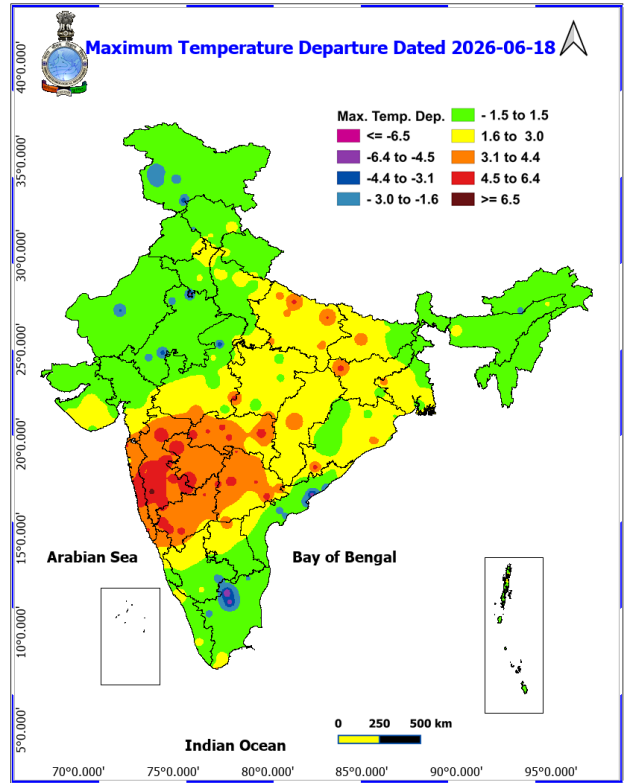 Maximum Temperature Departure Dated 2026-06-18
Max. Temp. Dep.
<= -6.5
-6.4 to -4.5
-4.4 to -3.1
- 3.0 to -1.6
- 1.5 to 1.5
1.6 to 3.0
3.1 to 4.4
4.5 to 6.4
>= 6.5
40°0.000'
35°0.000'
30°0.000'
25°0.000'
20°0.000'
15°0.000'
10°0.000'
5°0.000'
Arabian Sea
Bay of Bengal
Indian Ocean
0 250 500 km
70°0.000' 75°0.000' 80°0.000' 85°0.000' 90°0.000' 95°0.000'